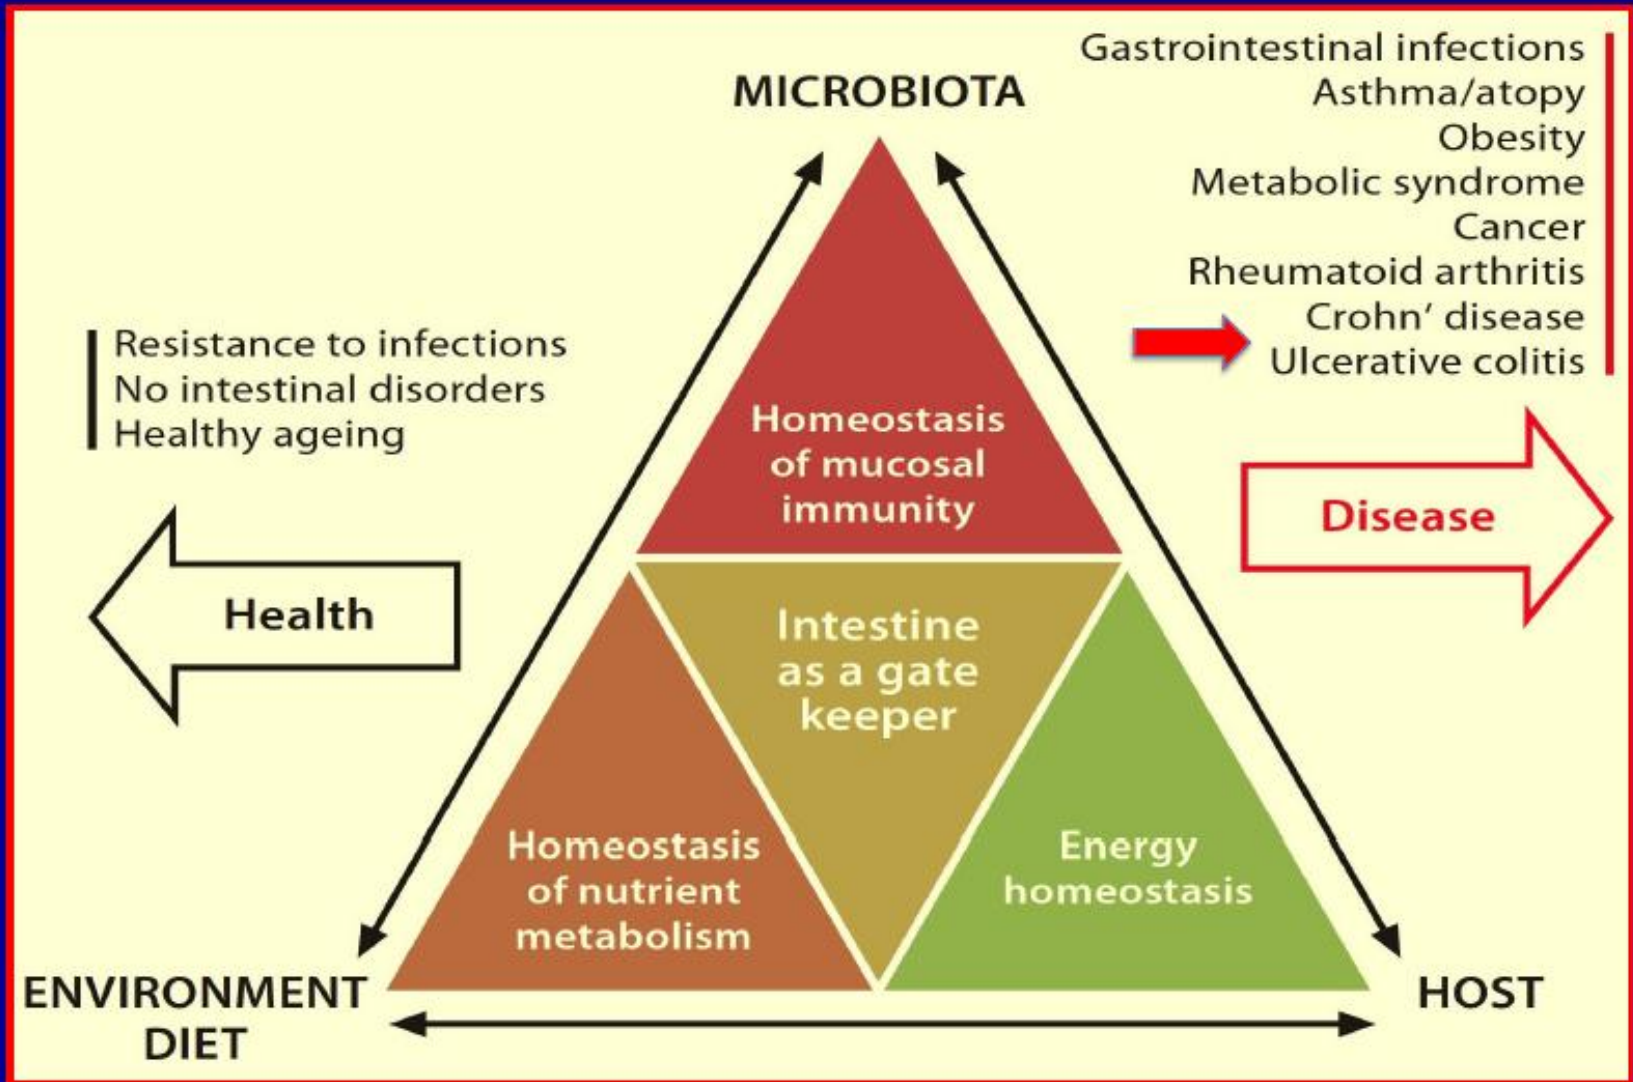 MICROBIOTA
Gastrointestinal infections
Asthma/atopy
Obesity
Metabolic syndrome
Cancer
Rheumatoid arthritis
Crohn’ disease
Ulcerative colitis
Resistance to infections
No intestinal disorders
Healthy ageing
Homeostasis
of mucosal
immunity
Disease
Health
Intestine
as a gate
keeper
Homeostasis
of nutrient
metabolism
Energy
homeostasis
ENVIRONMENT
DIET
HOST